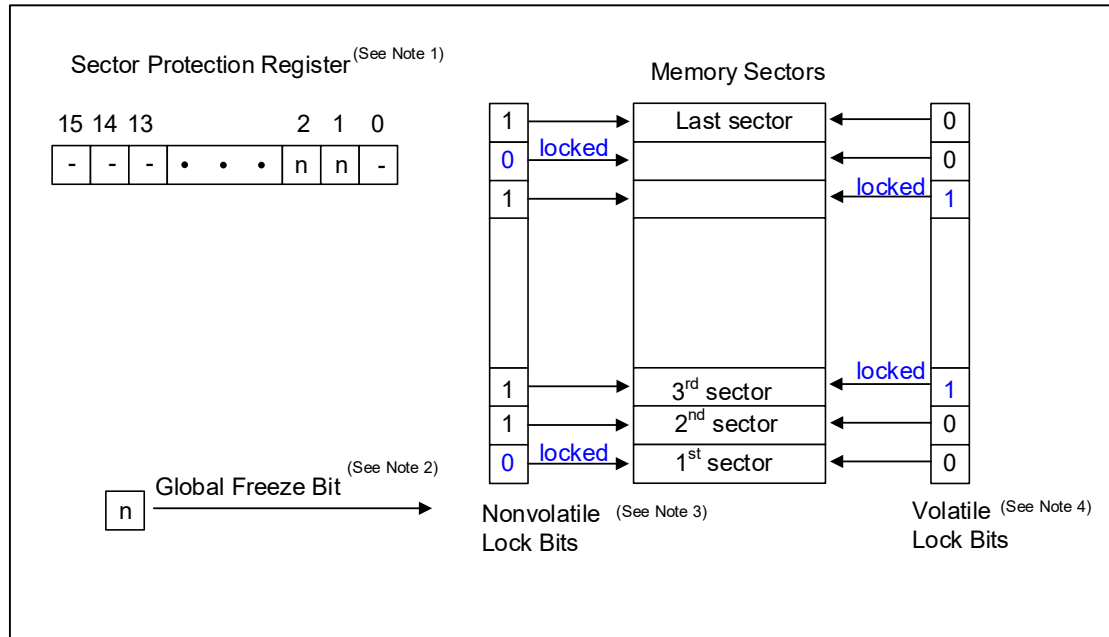 Sector Protection Register (See Note 1)
Memory Sectors
15 14 13 2 1 0
- - - • • • n n -
1 Last sector 0
0 locked 0
1 locked 1
1 3rd sector locked 1
1 2nd sector 0
0 locked 1st sector 0
n Global Freeze Bit (See Note 2)
Nonvolatile (See Note 3)
Lock Bits
Volatile (See Note 4)
Lock Bits